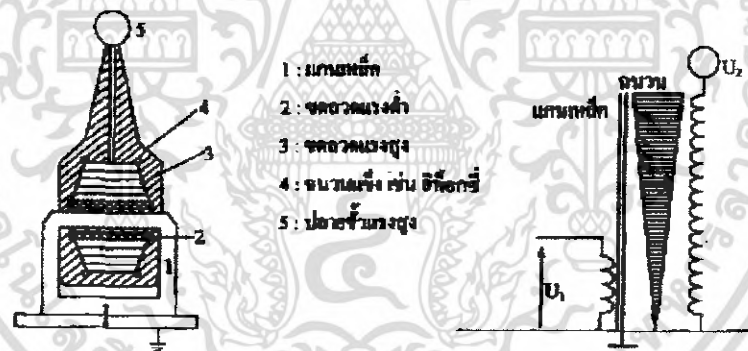 5
4
3
2
1
1 : แกนเหล็ก
2 : ขดลวดแรงต่ำ
3 : ขดลวดแรงสูง
4 : ฉนวนแข็ง เช่น อีพ็อกซี่
5 : ปลายขั้วแรงสูง
U₂
ฉนวน
แกนเหล็ก
U₁